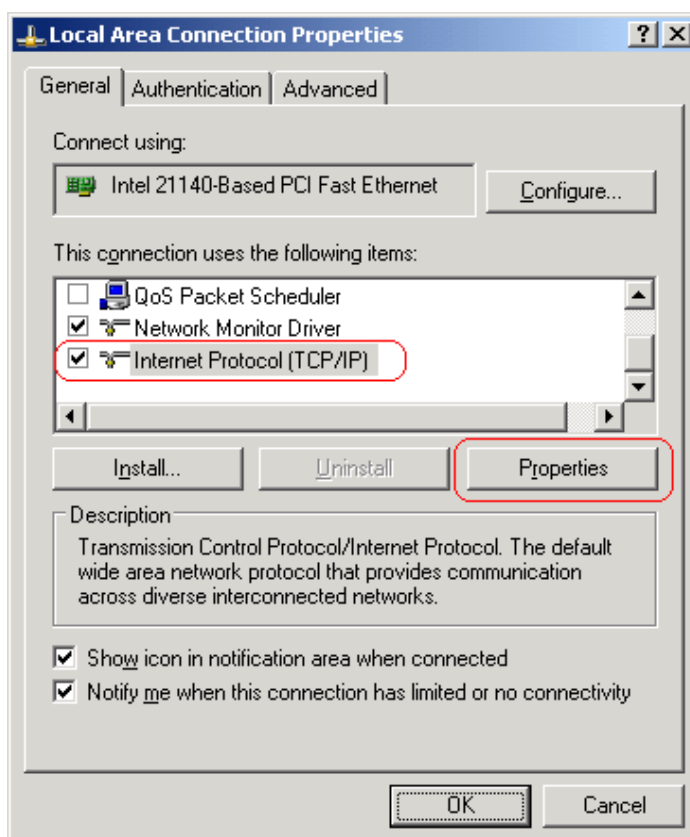 Local Area Connection Properties
General Authentication Advanced
Connect using:
Intel 21140-Based PCI Fast Ethernet
Configure...
This connection uses the following items:
QoS Packet Scheduler
Network Monitor Driver
Internet Protocol (TCP/IP)
Install... Uninstall Properties
Description
Transmission Control Protocol/Internet Protocol. The default
wide area network protocol that provides communication
across diverse interconnected networks.
Show icon in notification area when connected
Notify me when this connection has limited or no connectivity
OK Cancel